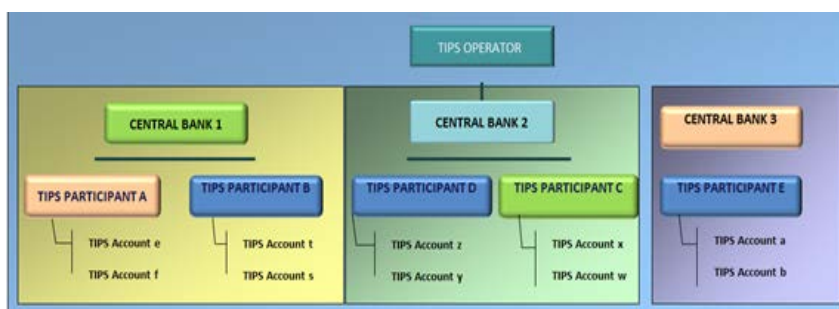 TIPS OPERATOR
CENTRAL BANK 1
CENTRAL BANK 2
CENTRAL BANK 3
TIPS PARTICIPANT A
TIPS PARTICIPANT B
TIPS PARTICIPANT D
TIPS PARTICIPANT C
TIPS PARTICIPANT E
TIPS Account e
TIPS Account t
TIPS Account z
TIPS Account x
TIPS Account a
TIPS Account f
TIPS Account s
TIPS Account y
TIPS Account w
TIPS Account b